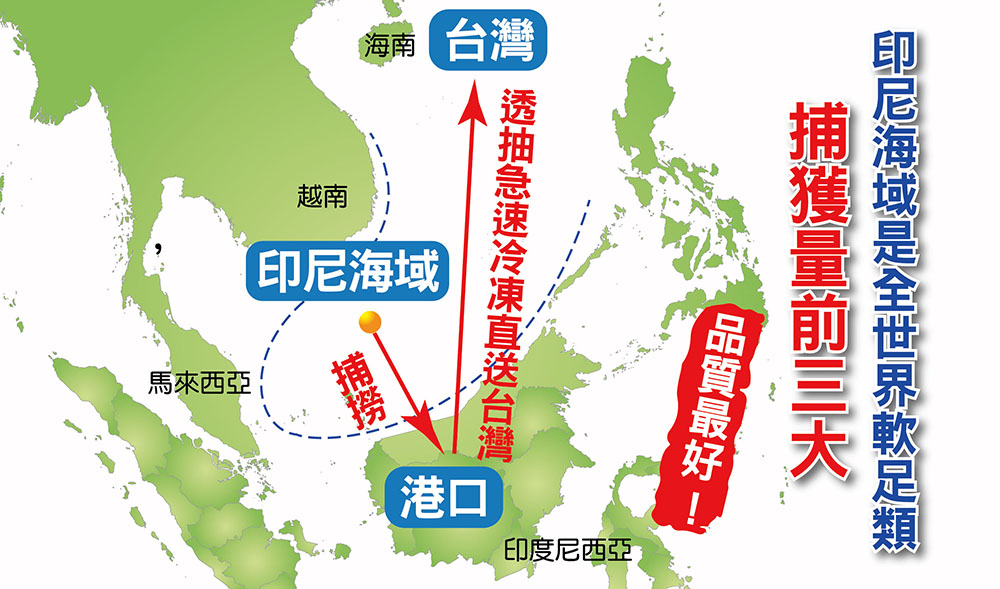 印尼海域是全世界軟足類
捕獲量前三大
品質最好！
海南
台灣
透抽急速冷凍直送台灣
越南
,
印尼海域
捕撈
馬來西亞
港口
印度尼西亞